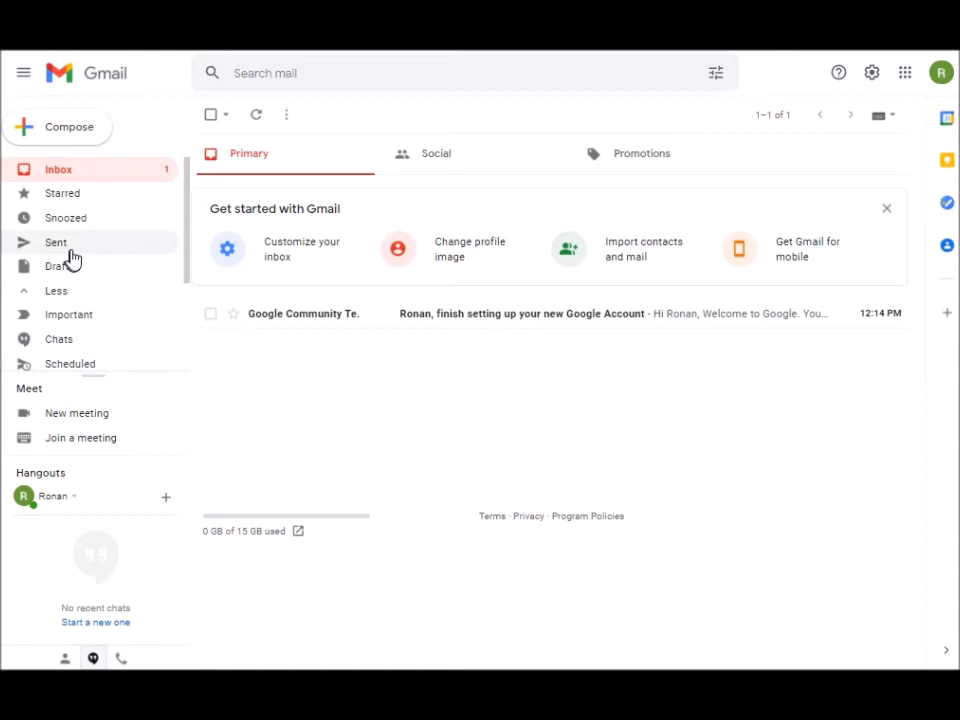 Gmail
Search mail
R
Compose
1–1 of 1
Inbox 1
Starred
Snoozed
Sent
Less
Important
Chats
Scheduled
Meet
New meeting
Join a meeting
Hangouts
R Ronan
No recent chats
Start a new one
Primary
Social
Promotions
Get started with Gmail
Customize your
inbox
Change profile
image
Import contacts
and mail
Get Gmail for
mobile
Google Community Te. Ronan, finish setting up your new Google Account - Hi Ronan, Welcome to Google. You... 12:14 PM
0 GB of 15 GB used
Terms · Privacy · Program Policies